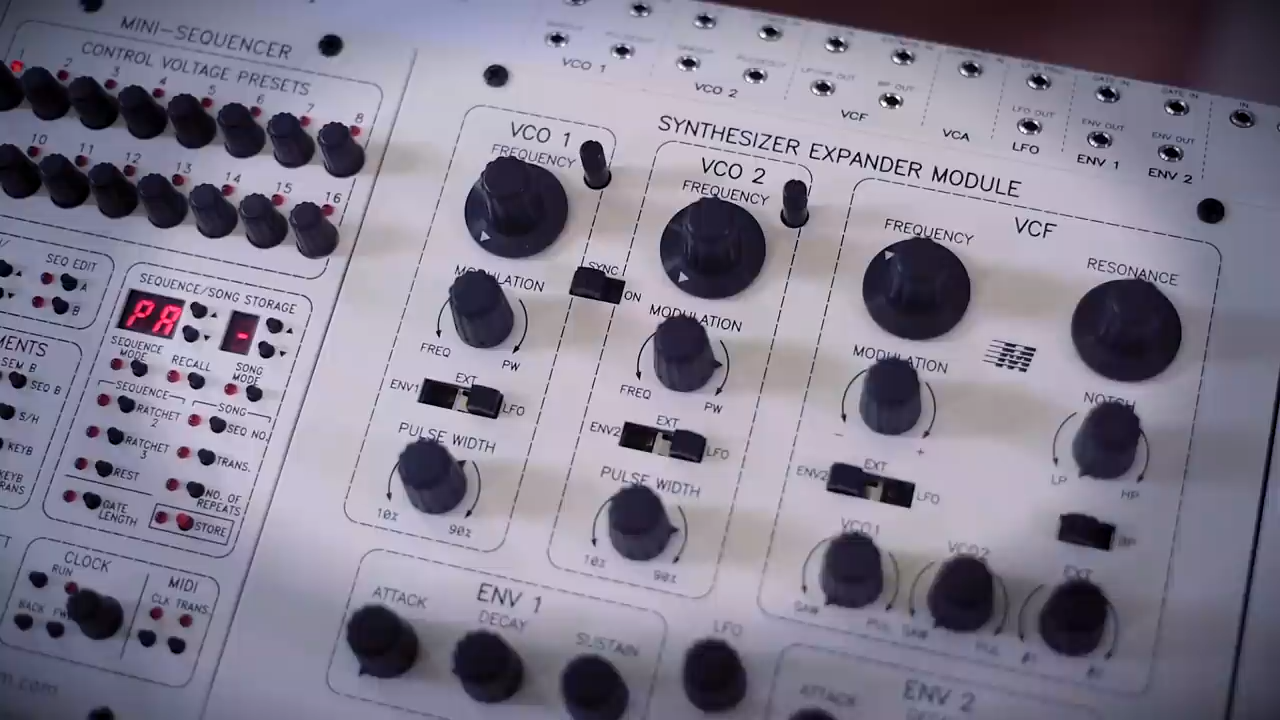 MINI-SEQUENCER
CONTROL VOLTAGE PRESETS
1 2 3 4 5 6 7 8
10 11 12 13 14 15 16
SEQ EDIT
A
B
SEQUENCE/SONG STORAGE
PA -
SEQUENCE MODE
RECALL
SONG MODE
SEQUENCE
SONG
RATCHET 2
SEQ NO.
RATCHET 3
TRANS.
REST
NO. OF REPEATS
GATE LENGTH
STORE
SEQ B
S/H
KEYB
CLOCK
RUN
BACK
MIDI
CLK TRANS.
VCO 1
VCO 2
VCF
VCA
LFO OUT
LFO
GATE IN
ENV OUT
ENV 1
GATE IN
ENV OUT
ENV 2
IN
SYNTHESIZER EXPANDER MODULE
VCO 1
FREQUENCY
SYNC
ON
MODULATION
FREQ
PW
ENV1
EXT
LFO
PULSE WIDTH
10%
90%
VCO 2
FREQUENCY
MODULATION
FREQ
PW
ENV2
EXT
LFO
PULSE WIDTH
10%
90%
VCF
FREQUENCY
RESONANCE
MODULATION
- +
NOTCH
LP
HP
ENV2
EXT
LFO
BP
VCO1
VCO2
EXT
SAW
PUL
SAW
PUL
ENV 1
ATTACK
DECAY
SUSTAIN
LFO
ENV 2
ATTACK